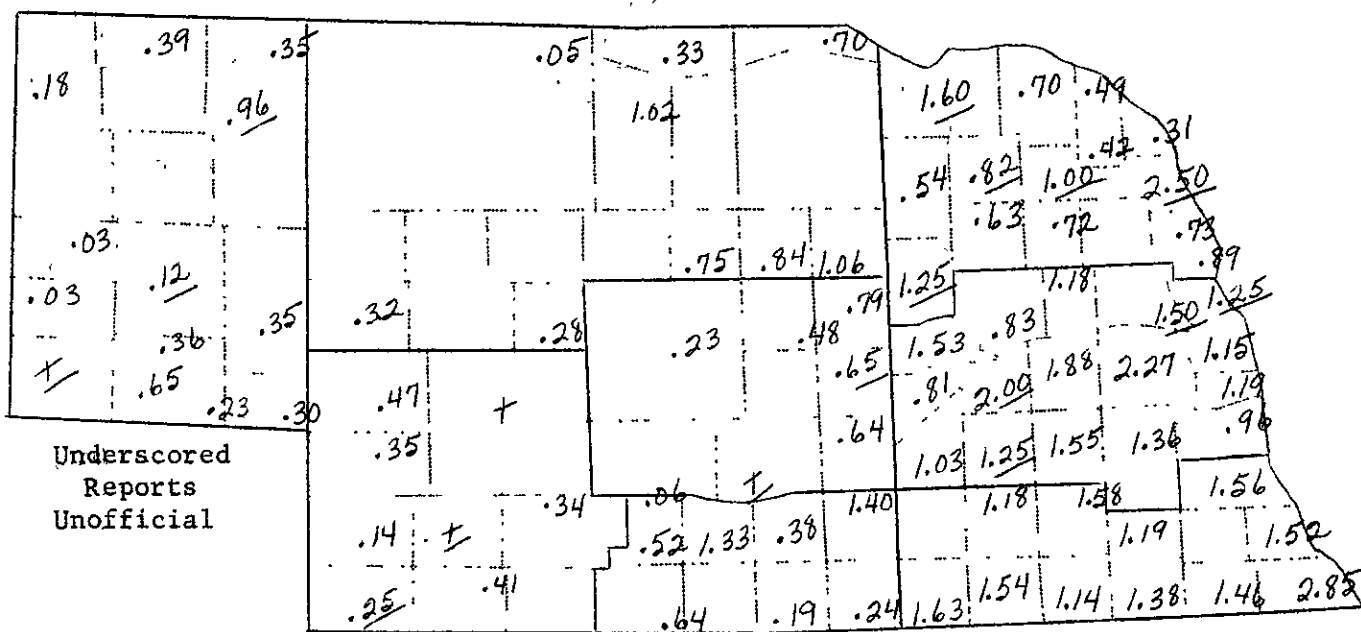 .39 .35 .05 .33 .70
.18 .96 1.02 1.60 .70 .49
.31
.42
.54 .82 1.00 2.50
.63 .72 .73
.03 .75 .84 1.06 .89
.03 .12 .79 1.25 1.18 1.25
.32 .28 .23 .48 1.53 .83 1.50
.36 .35 .65 1.88 2.27 1.15
+ .65 .47 + .81 2.00 1.19
.23 .30 .35 .64 .96
1.03 1.25 1.55 1.36
Underscored
Reports
Unofficial
.34 .06 + 1.40 1.18 1.58 1.56
.14 + .52 1.33 .38 1.19 1.52
.25 .41 .64 .19 .24 1.63 1.54 1.14 1.38 1.46 2.85